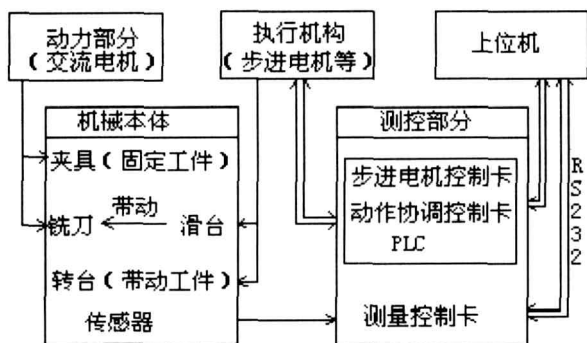 动力部分
(交流电机)
执行机构
(步进电机等)
上位机
机械本体
夹具(固定工件)
带动
铣刀
滑台
转台(带动工件)
传感器
测控部分
步进电机控制卡
动作协调控制卡
PLC
测量控制卡
RS232